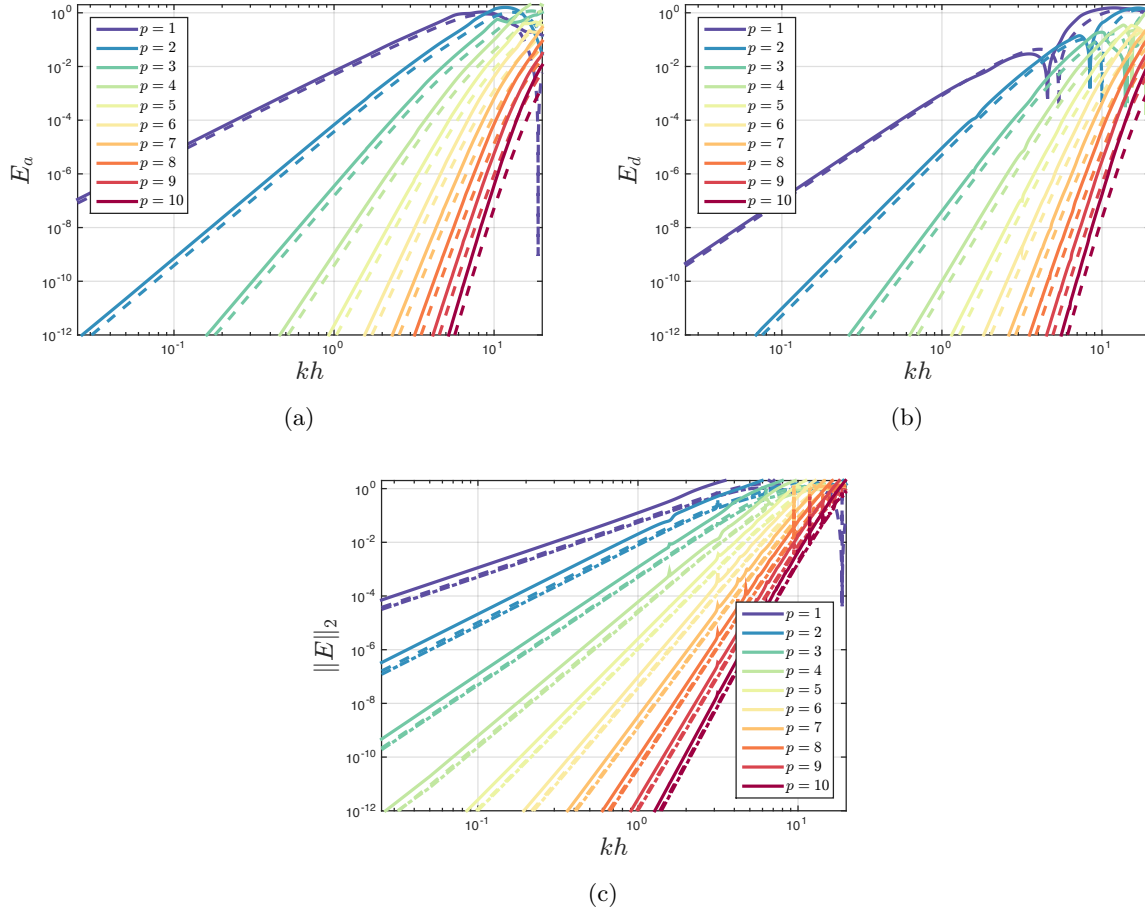 10^0
10^-2
10^-4
10^-6
10^-8
10^-10
10^-12
E_a
p = 1
p = 2
p = 3
p = 4
p = 5
p = 6
p = 7
p = 8
p = 9
p = 10
10^-1
10^0
10^1
kh
(a)
10^0
10^-2
10^-4
10^-6
10^-8
10^-10
10^-12
E_d
p = 1
p = 2
p = 3
p = 4
p = 5
p = 6
p = 7
p = 8
p = 9
p = 10
10^-1
10^0
10^1
kh
(b)
10^0
10^-2
10^-4
10^-6
10^-8
10^-10
10^-12
||E||_2
p = 1
p = 2
p = 3
p = 4
p = 5
p = 6
p = 7
p = 8
p = 9
p = 10
10^-1
10^0
10^1
kh
(c)